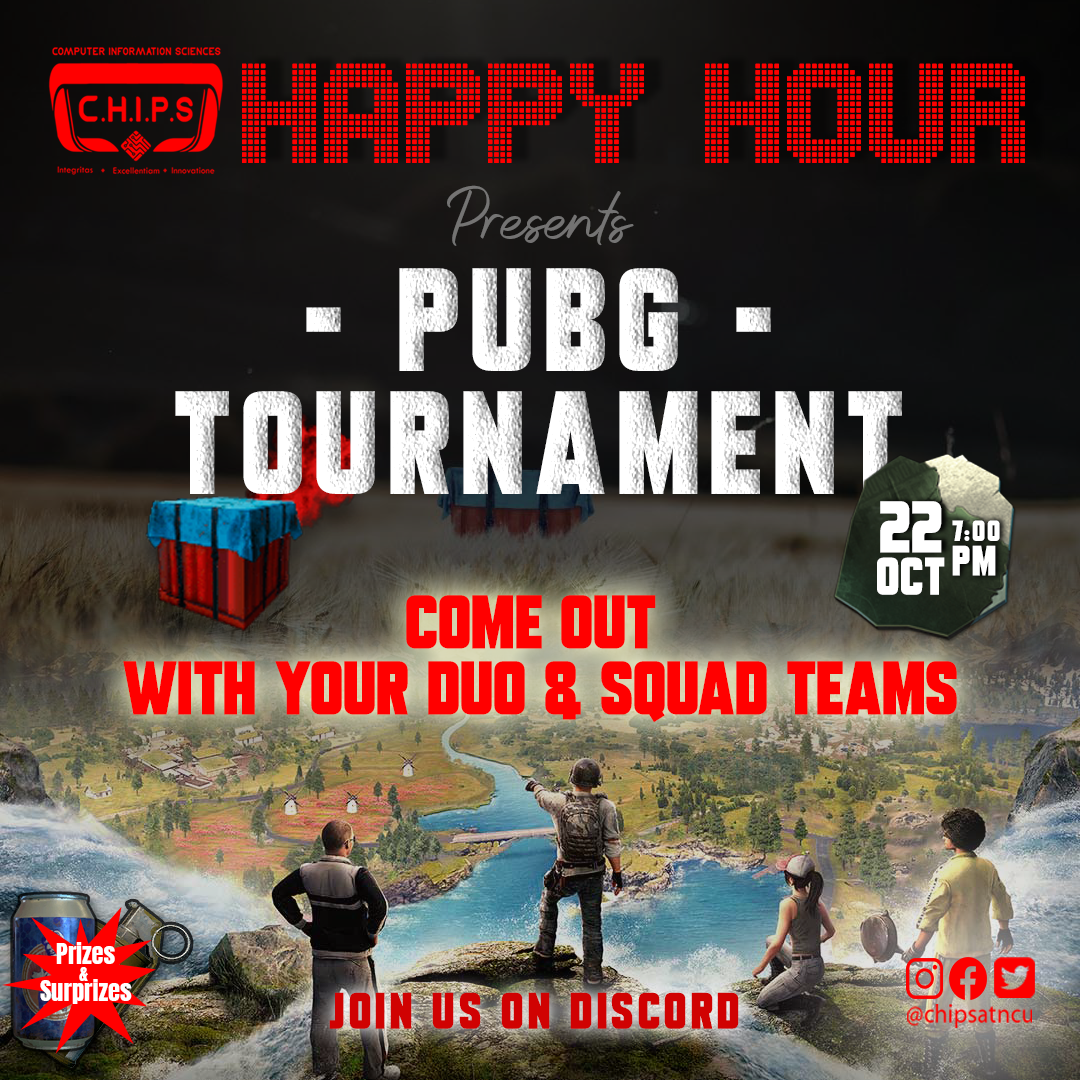 COMPUTER INFORMATION SCIENCES
C.H.I.P.S
Integritas • Excellentiam • Innovatione
HAPPY HOUR
Presents
- PUBG -
TOURNAMENT
22 OCT
7:00 PM
COME OUT
WITH YOUR DUO & SQUAD TEAMS
Prizes
&
Surprizes
JOIN US ON DISCORD
@chipsatncu